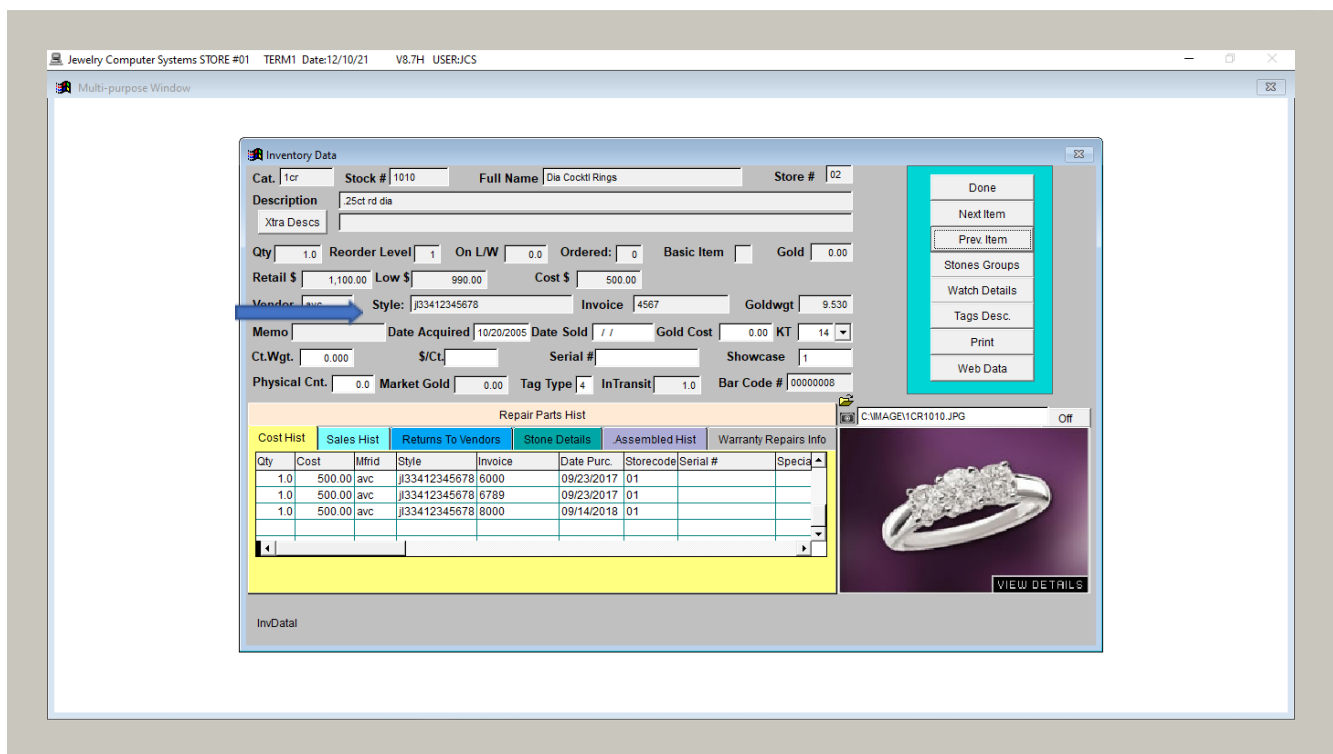 Jewelry Computer Systems STORE #01 TERM1 Date:12/10/21 V8.7H USER:JCS
Multi-purpose Window
Inventory Data
Cat. 1cr Stock # 1010 Full Name Dia Cocktl Rings Store # 02
Description .25ct rd dia
Xtra Descs
Qty 1.0 Reorder Level 1 On L/W 0.0 Ordered: 0 Basic Item Gold 0.00
Retail $ 1,100.00 Low $ 990.00 Cost $ 500.00
Vendor avc Style: jl33412345678 Invoice 4567 Goldwgt 9.530
Memo Date Acquired 10/20/2005 Date Sold / / Gold Cost 0.00 KT 14
Ct.Wgt. 0.000 $/Ct. Serial # Showcase 1
Physical Cnt. 0.0 Market Gold 0.00 Tag Type 4 InTransit 1.0 Bar Code # 00000008
Done
Next Item
Prev. Item
Stones Groups
Watch Details
Tags Desc.
Print
Web Data
Repair Parts Hist
Cost Hist Sales Hist Returns To Vendors Stone Details .Assembled Hist Warranty Repairs Info
Qty Cost Mfrid Style Invoice Date Purc. Storecode Serial # Specia
1.0 500.00 avc jl33412345678 6000 09/23/2017 01
1.0 500.00 avc jl33412345678 6789 09/23/2017 01
1.0 500.00 avc jl33412345678 8000 09/14/2018 01
C:\IMAGE\1CR1010.JPG Off
VIEW DETAILS
InvDataI